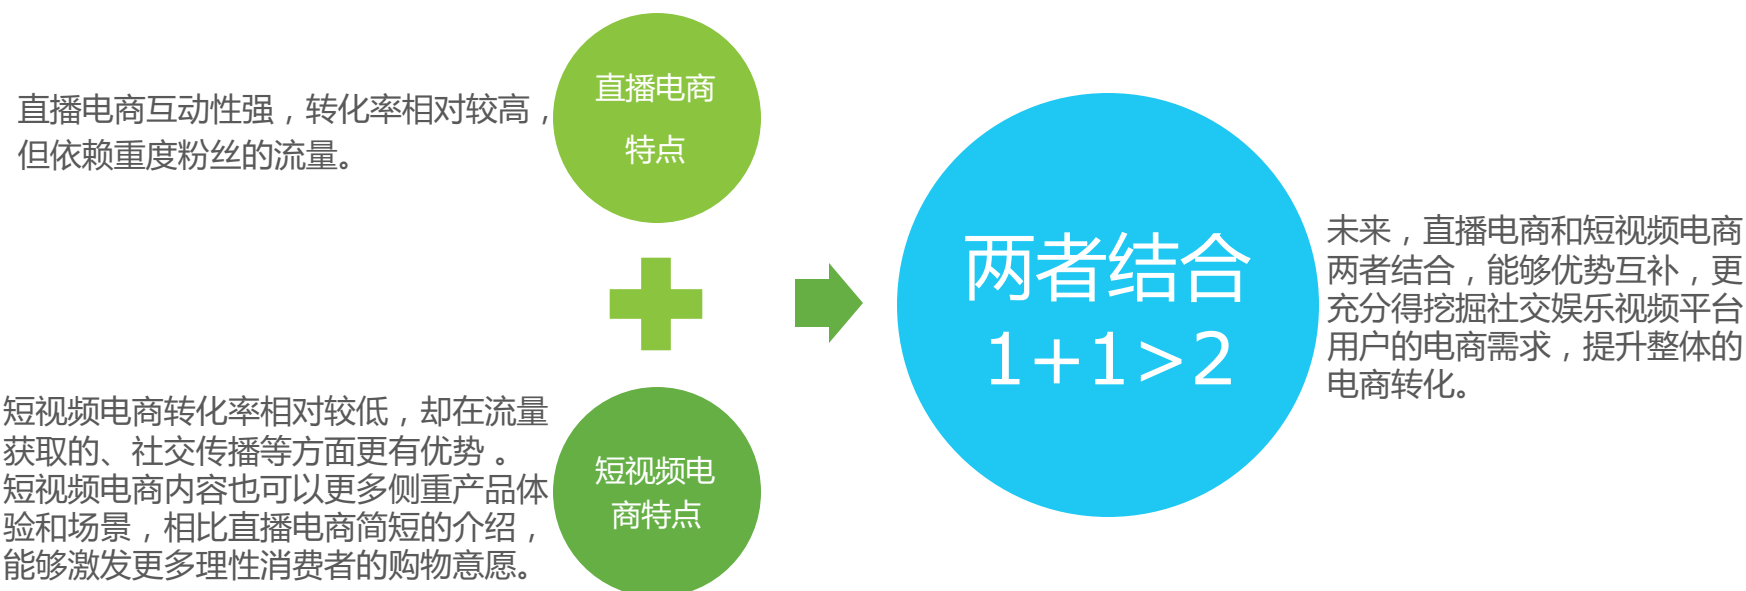 直播电商互动性强，转化率相对较高，
但依赖重度粉丝的流量。
直播电商
特点
短视频电商转化率相对较低，却在流量
获取的、社交传播等方面更有优势 。
短视频电商内容也可以更多侧重产品体
验和场景，相比直播电商简短的介绍，
能够激发更多理性消费者的购物意愿。
短视频电
商特点
两者结合
1+1>2
未来，直播电商和短视频电商
两者结合，能够优势互补，更
充分得挖掘社交娱乐视频平台
用户的电商需求，提升整体的
电商转化。